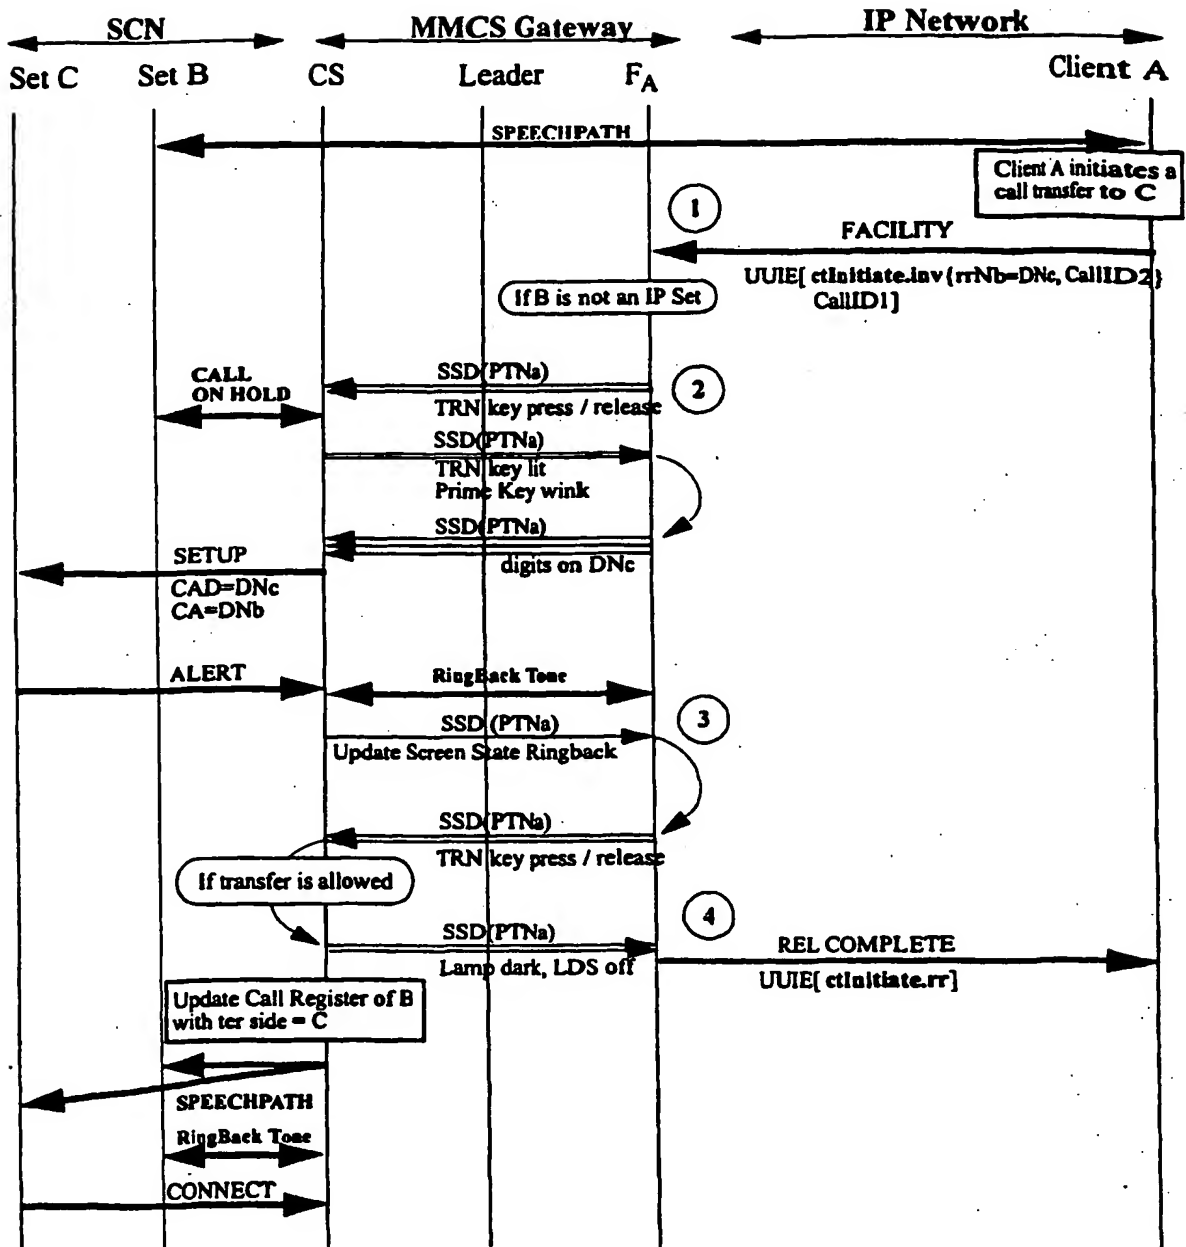 SCN
MMCS Gateway
IP Network
Set C
Set B
CS
Leader
FA
Client A
SPEECHPATH
Client A initiates a
call transfer to C
1
FACILITY
UUIE[ ctInitiate.inv{rrNb=DNc, CallID2}
CallID1]
If B is not an IP Set
CALL
ON HOLD
SSD(PTNa)
2
TRN key press / release
SSD(PTNa)
TRN key lit
Prime Key wink
SSD(PTNa)
digits on DNc
SETUP
CAD=DNc
CA=DNb
ALERT
RingBack Tone
3
SSD (PTNa)
Update Screen State Ringback
SSD(PTNa)
TRN key press / release
If transfer is allowed
4
SSD(PTNa)
Lamp dark, LDS off
REL COMPLETE
UUIE[ ctInitiate.rr]
Update Call Register of B
with ter side = C
SPEECHPATH
RingBack Tone
CONNECT